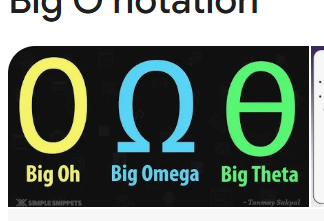 Big O notation
O Ω θ
Big Oh Big Omega Big Theta
SIMPLE SNIPPETS - Tanmay Sakpal